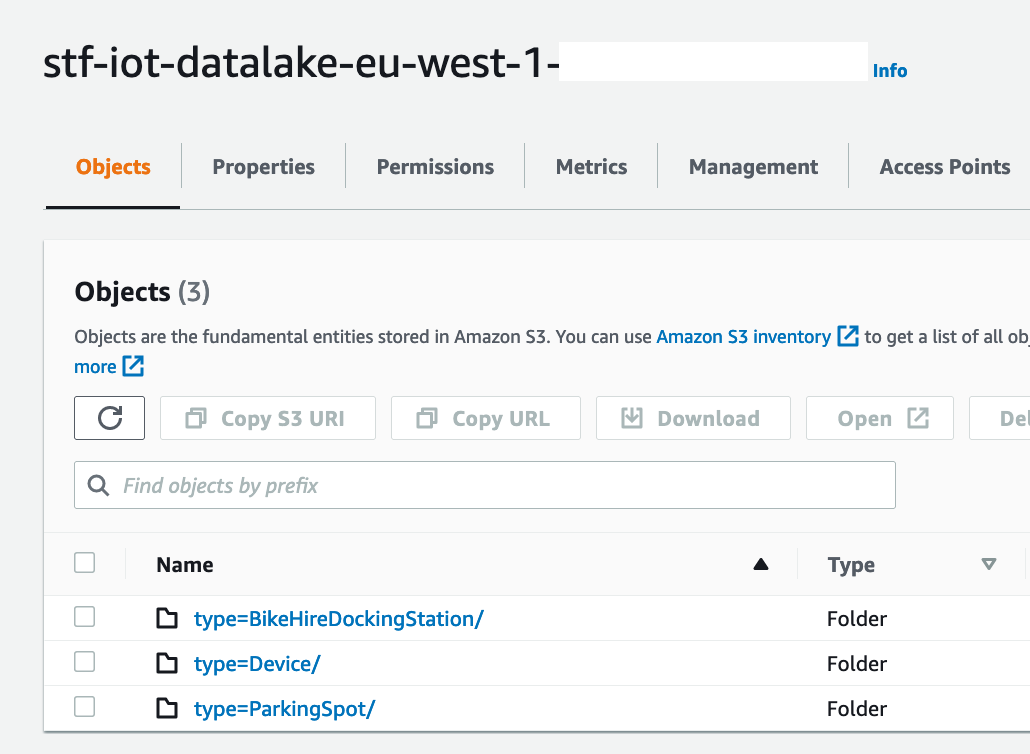 stf-iot-datalake-eu-west-1- Info
Objects Properties Permissions Metrics Management Access Points
Objects (3)
Objects are the fundamental entities stored in Amazon S3. You can use Amazon S3 inventory to get a list of all obj
more
Copy S3 URI Copy URL Download Open Del
Find objects by prefix
Name Type
type=BikeHireDockingStation/ Folder
type=Device/ Folder
type=ParkingSpot/ Folder